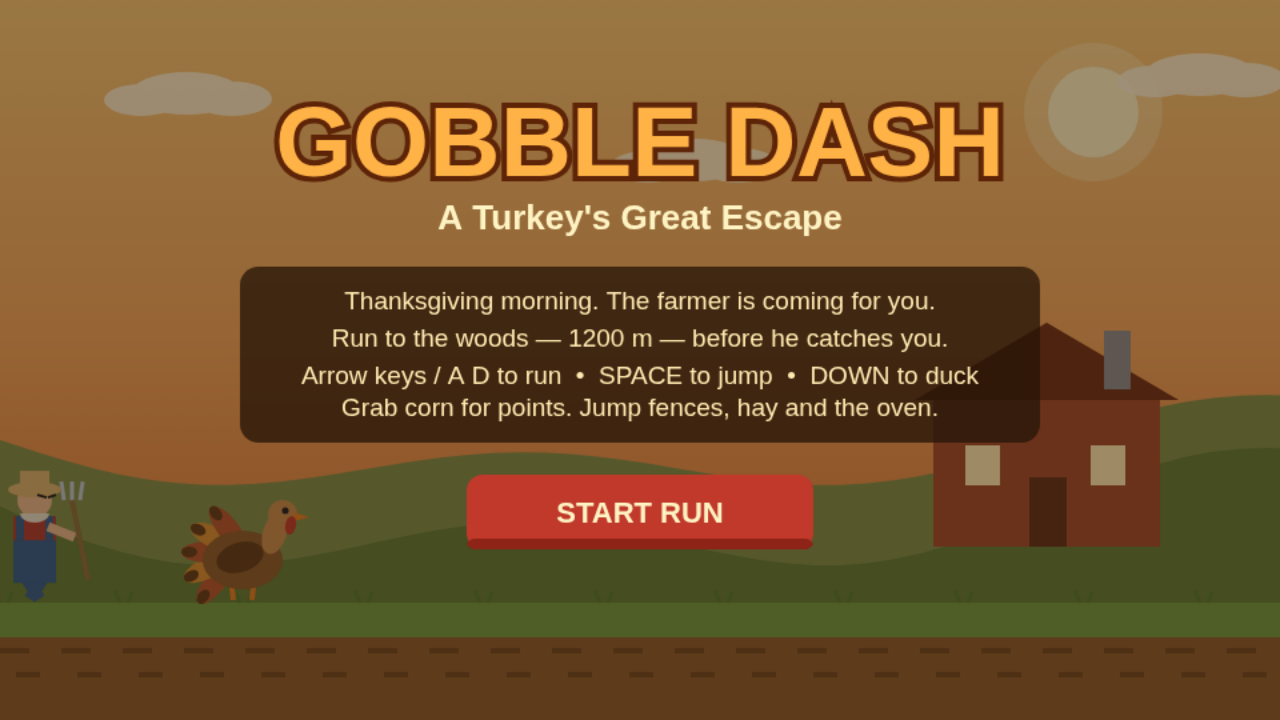 GOBBLE DASH
A Turkey's Great Escape
Thanksgiving morning. The farmer is coming for you.
Run to the woods — 1200 m — before he catches you.
Arrow keys / A D to run • SPACE to jump • DOWN to duck
Grab corn for points. Jump fences, hay and the oven.
START RUN